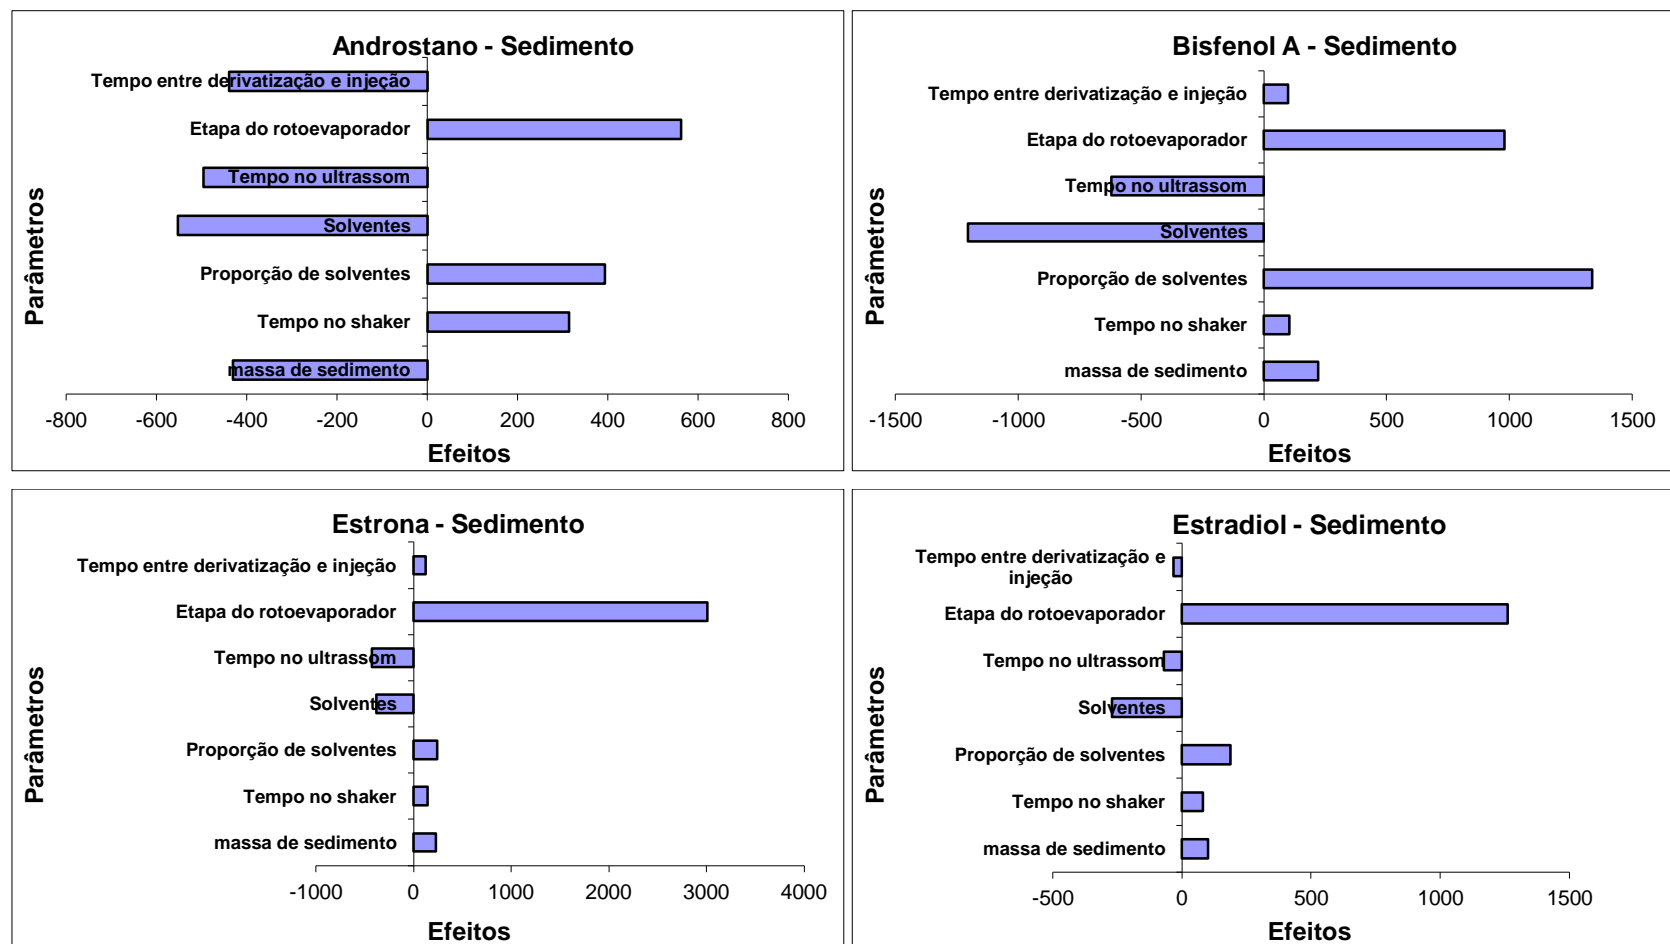 Androstano - Sedimento
Parâmetros
Tempo entre derivatização e injeção
Etapa do rotoevaporador
Tempo no ultrassom
Solventes
Proporção de solventes
Tempo no shaker
massa de sedimento
-800 -600 -400 -200 0 200 400 600 800
Efeitos
Bisfenol A - Sedimento
Parâmetros
Tempo entre derivatização e injeção
Etapa do rotoevaporador
Tempo no ultrassom
Solventes
Proporção de solventes
Tempo no shaker
massa de sedimento
-1500 -1000 -500 0 500 1000 1500
Efeitos
Estrona - Sedimento
Parâmetros
Tempo entre derivatização e injeção
Etapa do rotoevaporador
Tempo no ultrassom
Solventes
Proporção de solventes
Tempo no shaker
massa de sedimento
-1000 0 1000 2000 3000 4000
Efeitos
Estradiol - Sedimento
Parâmetros
Tempo entre derivatização e
injeção
Etapa do rotoevaporador
Tempo no ultrassom
Solventes
Proporção de solventes
Tempo no shaker
massa de sedimento
-500 0 500 1000 1500
Efeitos